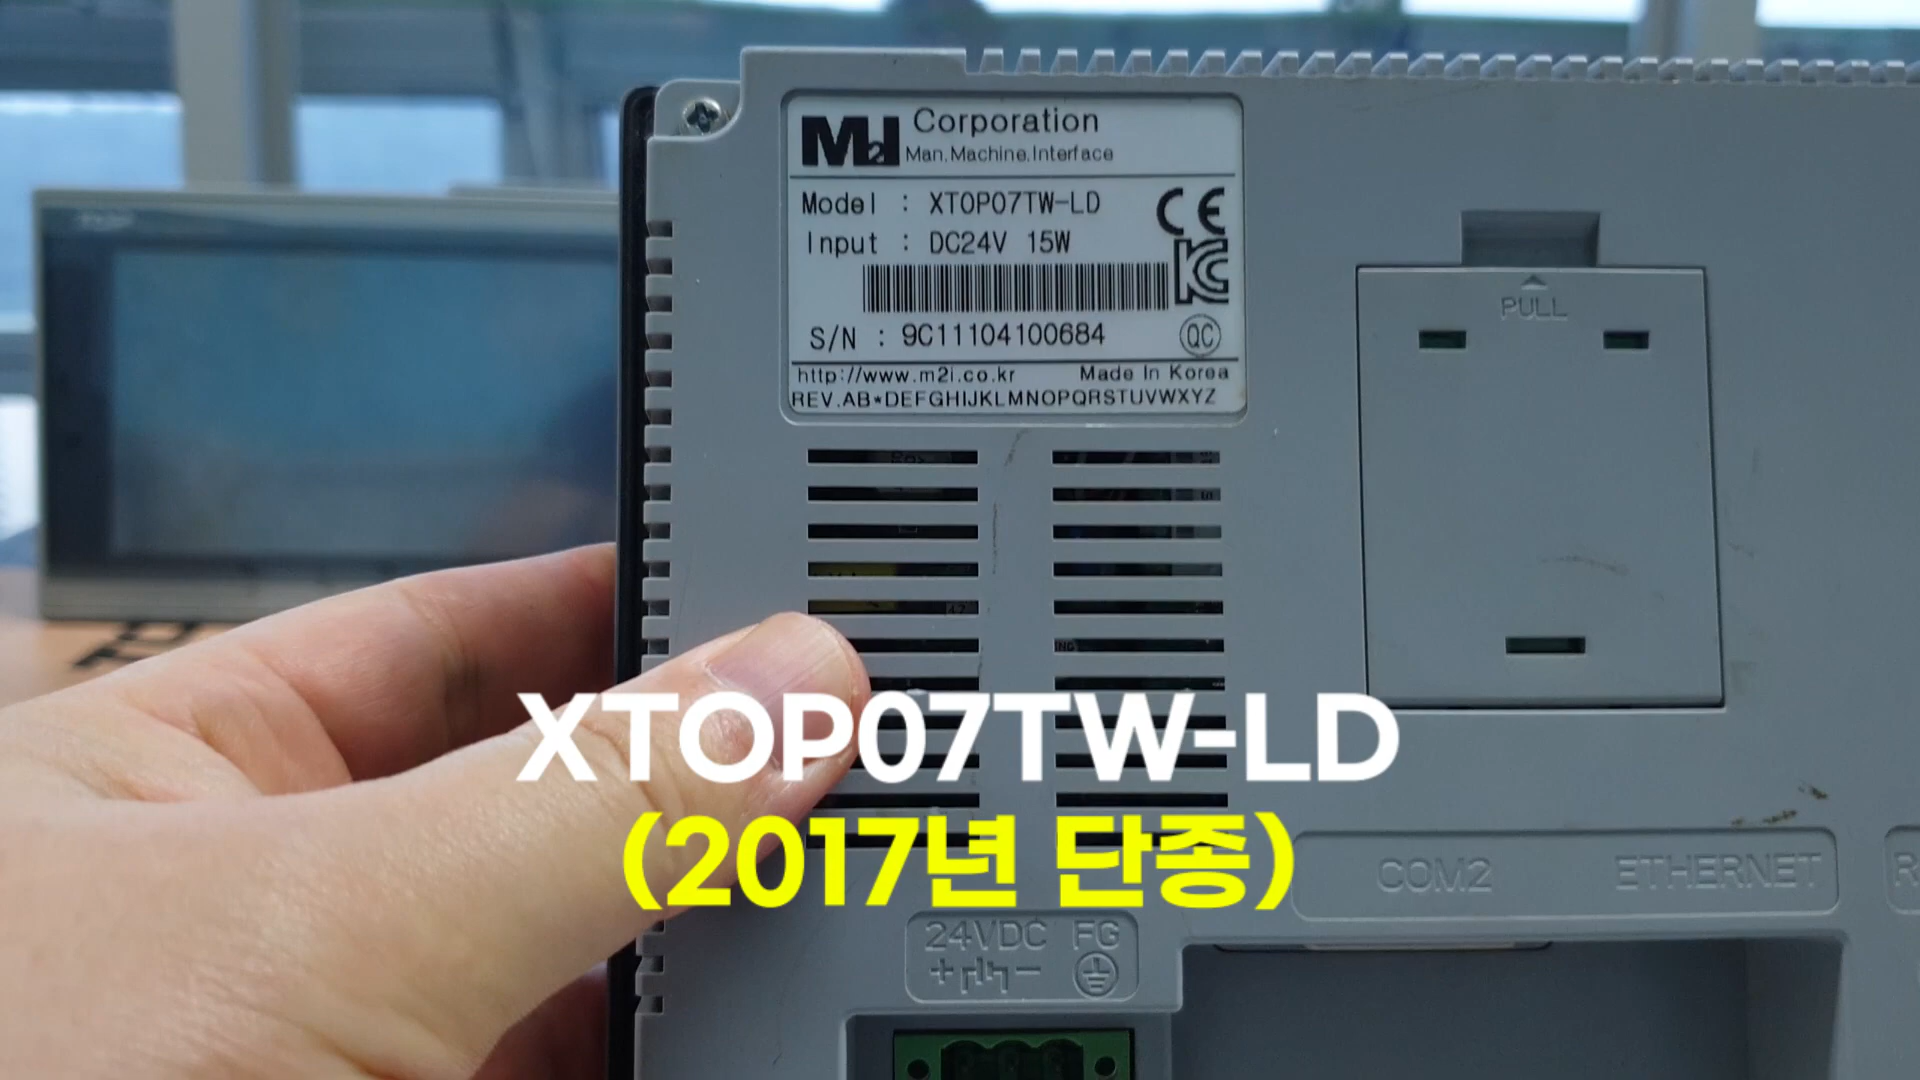 M2I Corporation
Man.Machine.Interface
Model : XTOP07TW-LD
Input : DC24V 15W
CE
KC
S/N : 9C11104100684
QC
http://www.m2i.co.kr Made In Korea
REV.AB*DEFGHIJKLMNOPQRSTUVWXYZ
PULL
XTOP07TW-LD
(2017년 단종)
COM2 ETHERNET
24VDC FG
+ -